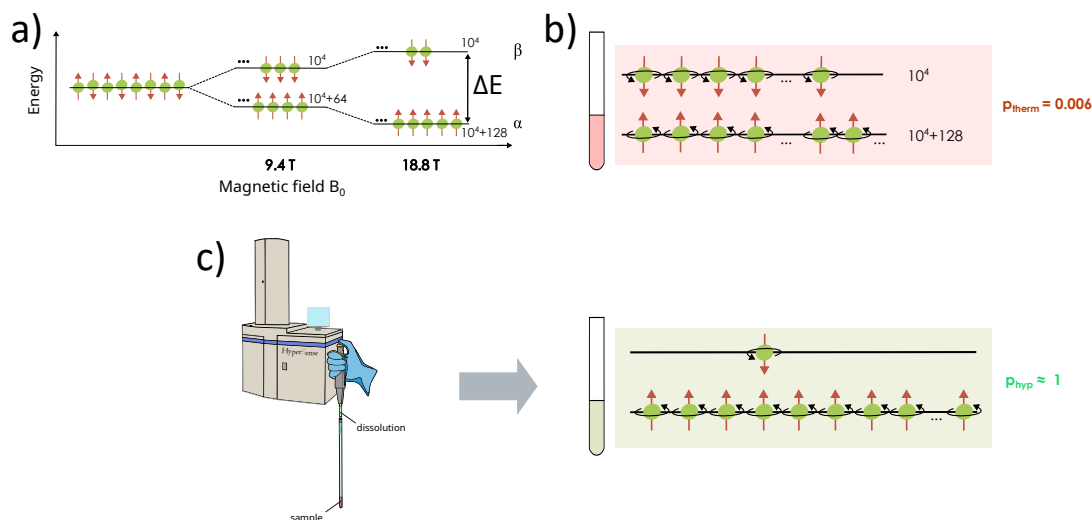 a)
Energy
10⁴
10⁴+64
10⁴
10⁴+128
β
ΔE
α
9.4 T
18.8 T
Magnetic field B₀
b)
10⁴
10⁴+128
pₜₕₑᵣₘ = 0.006
c)
HyperSense
dissolution
sample
p_hyp ≈ 1